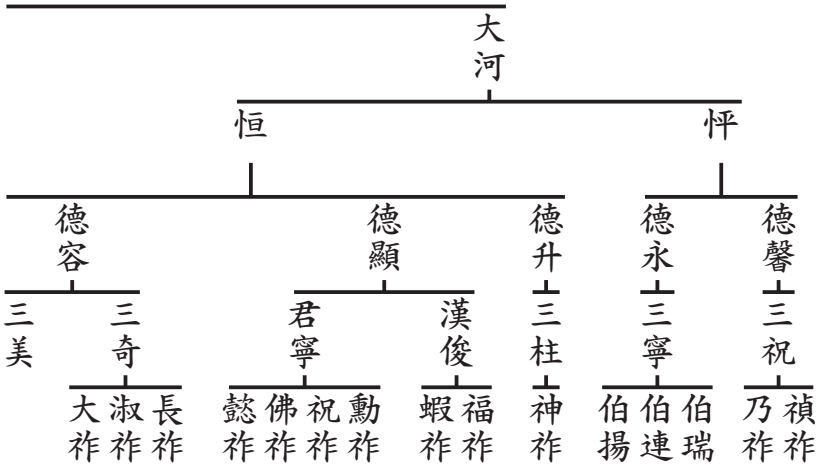 大河
怦
恒
德馨
德永
德升
德顯
德容
三祝
三寧
三柱
漢俊
君寧
三奇
三美
禎祚
乃祚
伯瑞
伯連
伯揚
神祚
福祚
蝦祚
勳祚
祝祚
佛祚
懿祚
長祚
淑祚
大祚